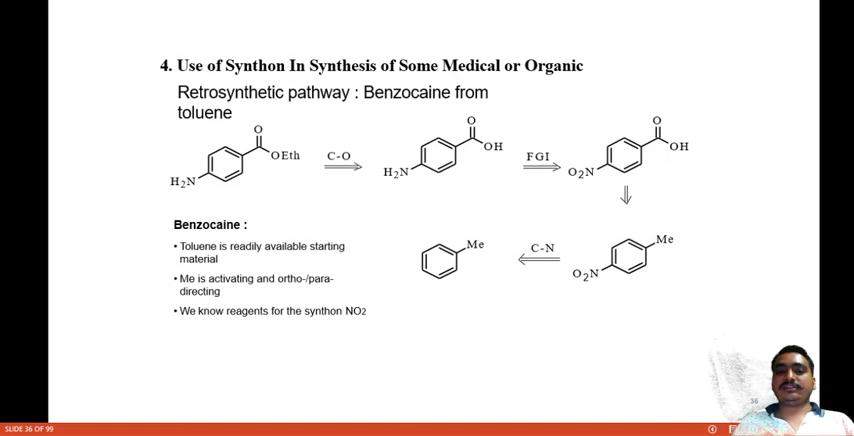 4. Use of Synthon In Synthesis of Some Medical or Organic
Retrosynthetic pathway : Benzocaine from
toluene
O
OEth
H2N
C-O
O
OH
H2N
FGI
O
OH
O2N
Me
C-N
Me
O2N
Benzocaine :
• Toluene is readily available starting
material
• Me is activating and ortho-/para-
directing
• We know reagents for the synthon NO2
36
SLIDE 36 OF 99